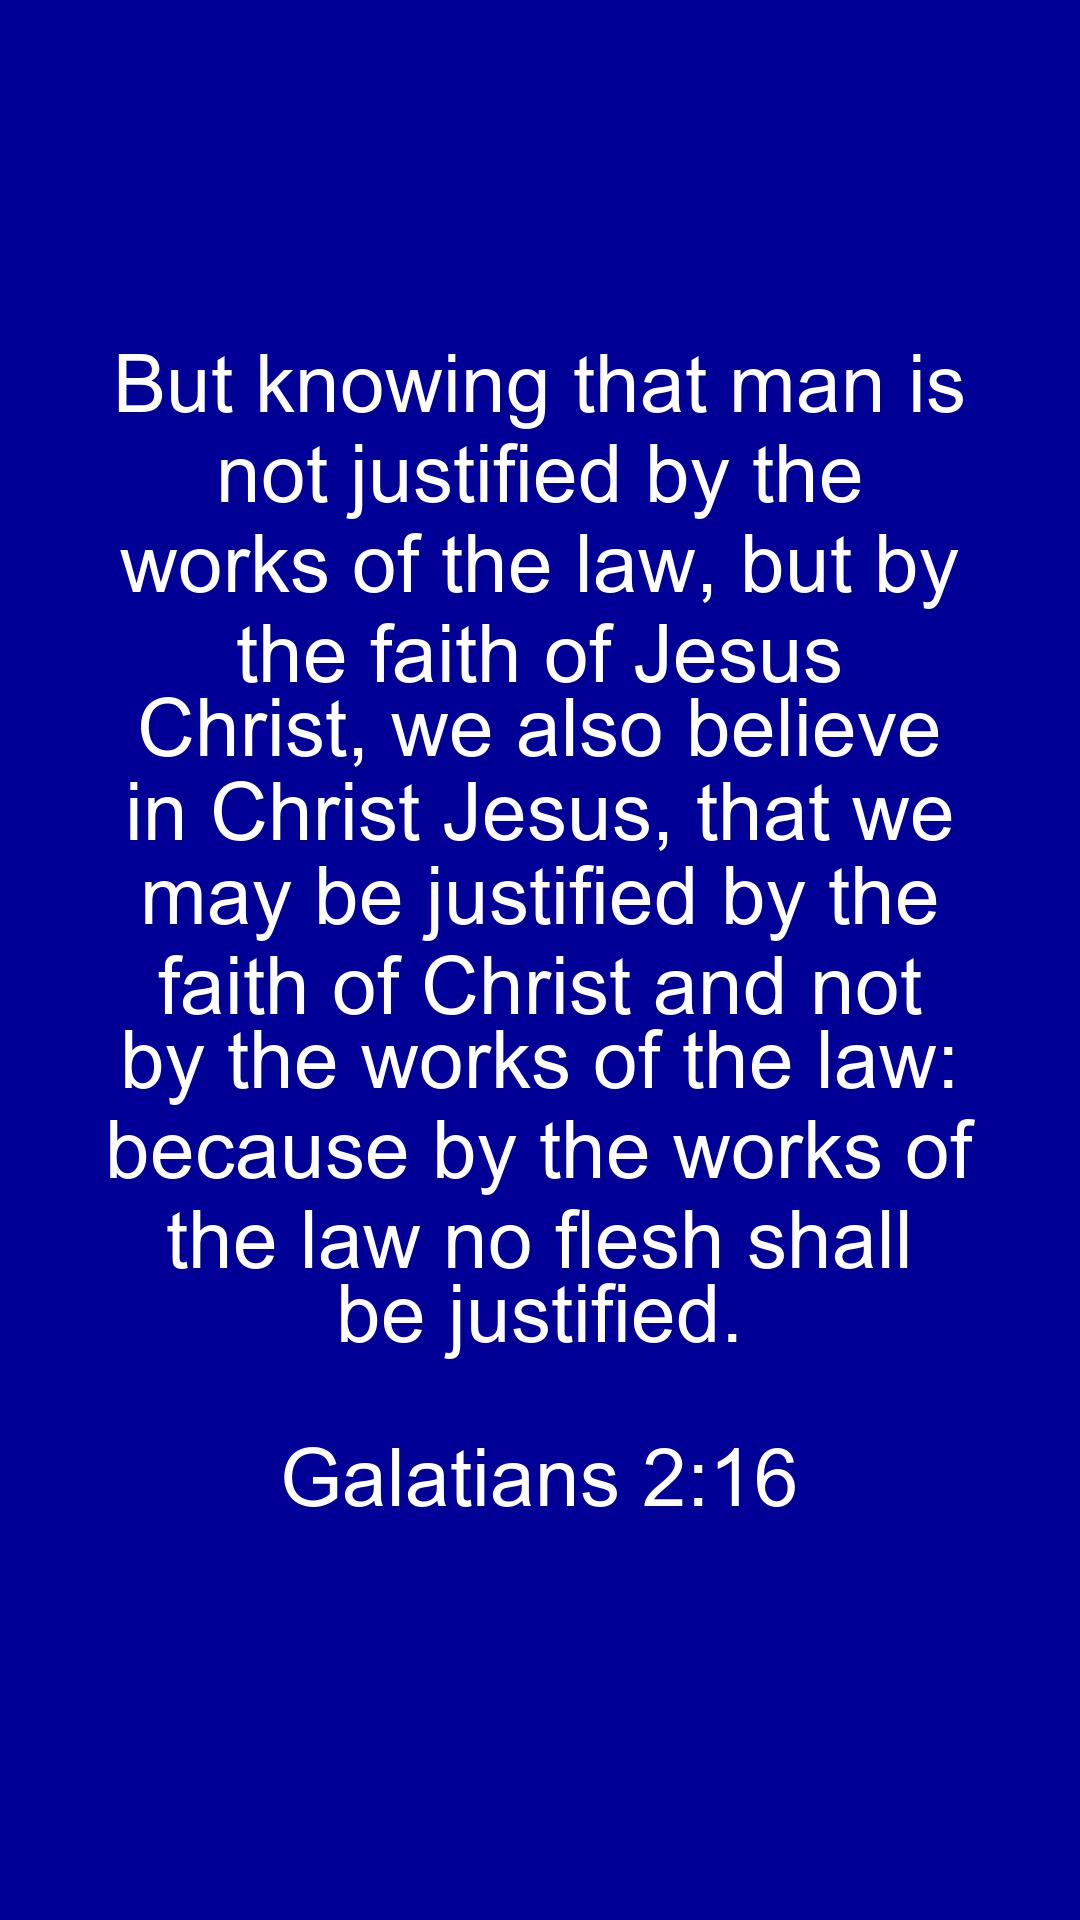 But knowing that man is
not justified by the
works of the law, but by
the faith of Jesus
Christ, we also believe
in Christ Jesus, that we
may be justified by the
faith of Christ and not
by the works of the law:
because by the works of
the law no flesh shall
be justified.
Galatians 2:16